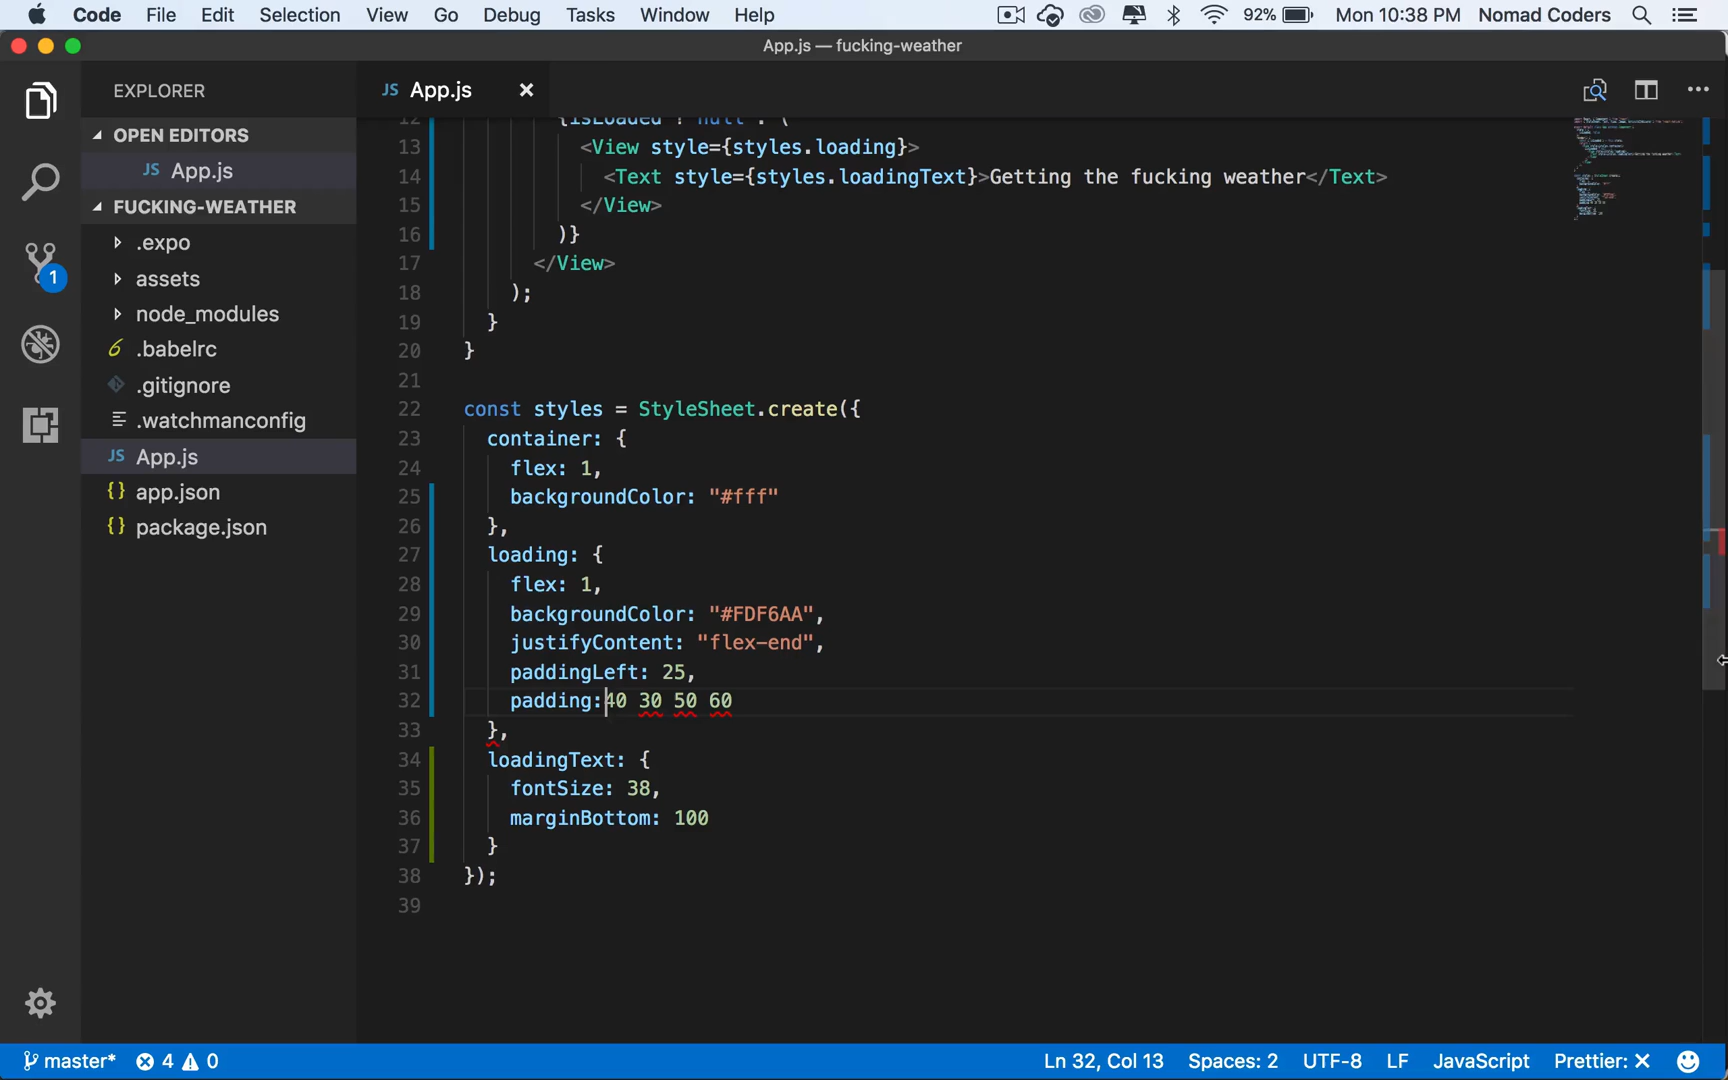 Code File Edit Selection View Go Debug Tasks Window Help 92% Mon 10:38 PM Nomad Coders
App.js — fucking-weather
EXPLORER
OPEN EDITORS
JS App.js
FUCKING-WEATHER
.expo
assets
node_modules
.babelrc
.gitignore
.watchmanconfig
JS App.js
{} app.json
{} package.json
1
JS App.js ×
12 {isLoaded ? null : (
13 <View style={styles.loading}>
14 <Text style={styles.loadingText}>Getting the fucking weather</Text>
15 </View>
16 )}
17 </View>
18 );
19 }
20 }
21
22 const styles = StyleSheet.create({
23 container: {
24 flex: 1,
25 backgroundColor: "#fff"
26 },
27 loading: {
28 flex: 1,
29 backgroundColor: "#FDF6AA",
30 justifyContent: "flex-end",
31 paddingLeft: 25,
32 padding:40 30 50 60
33 },
34 loadingText: {
35 fontSize: 38,
36 marginBottom: 100
37 }
38 });
39
master* 4 0 Ln 32, Col 13 Spaces: 2 UTF-8 LF JavaScript Prettier: ×